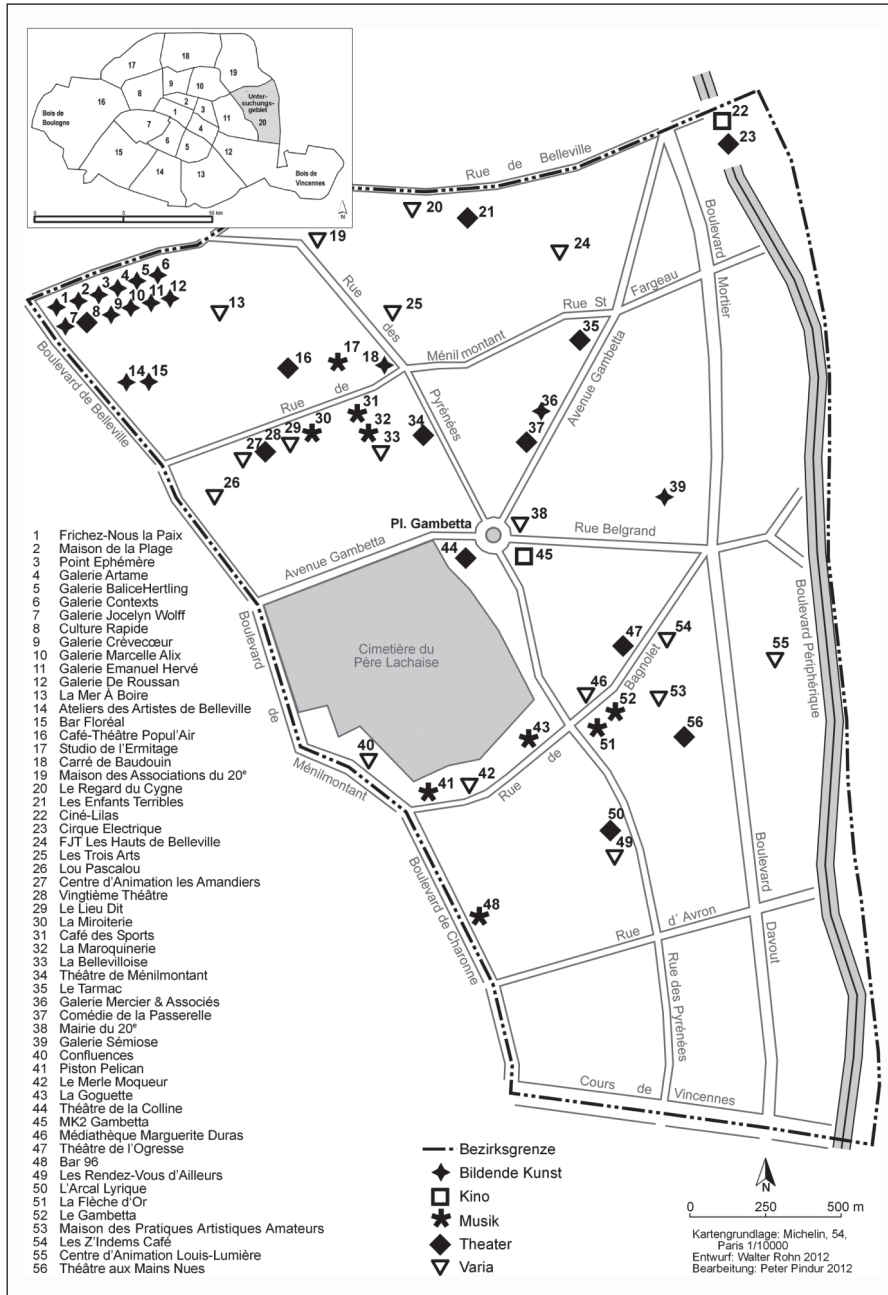 17
18
19
16
8
9
10
2
1
3
11
Unter-
suchungs-
gebiet
20
7
4
6
5
15
12
14
13
Bois de
Boulogne
Bois de
Vincennes
0 5 10 km
N
22
23
Rue de Belleville
20
21
19
24
Boulevard Mortier
1 2 3 4 5 6
7 8 9 10 11 12
13
25
Rue des Pyrénées
Rue St Fargeau
35
Boulevard de Belleville
14 15
16
17
18
Ménilmontant
Rue de
Avenue Gambetta
36
37
31
30
32
34
33
29
28
27
26
39
Pl. Gambetta
38
Rue Belgrand
45
44
Avenue Gambetta
Boulevard de Ménilmontant
Cimetière du
Père Lachaise
47
54
Rue de Bagnolet
55
Boulevard Périphérique
46
53
52
51
56
43
40
42
41
50
49
Boulevard de Charonne
48
Rue d' Avron
Boulevard Davout
Rue des Pyrénées
Cours de Vincennes
1 Frichez-Nous la Paix
2 Maison de la Plage
3 Point Ephémère
4 Galerie Artame
5 Galerie BaliceHertling
6 Galerie Contexts
7 Galerie Jocelyn Wolff
8 Culture Rapide
9 Galerie Crèvecœur
10 Galerie Marcelle Alix
11 Galerie Emanuel Hervé
12 Galerie De Roussan
13 La Mer À Boire
14 Ateliers des Artistes de Belleville
15 Bar Floréal
16 Café-Théâtre Popul'Air
17 Studio de l'Ermitage
18 Carré de Baudouin
19 Maison des Associations du 20e
20 Le Regard du Cygne
21 Les Enfants Terribles
22 Ciné-Lilas
23 Cirque Electrique
24 FJT Les Hauts de Belleville
25 Les Trois Arts
26 Lou Pascalou
27 Centre d'Animation les Amandiers
28 Vingtième Théâtre
29 Le Lieu Dit
30 La Miroiterie
31 Café des Sports
32 La Maroquinerie
33 La Bellevilloise
34 Théâtre de Ménilmontant
35 Le Tarmac
36 Galerie Mercier & Associés
37 Comédie de la Passerelle
38 Mairie du 20e
39 Galerie Sémiose
40 Confluences
41 Piston Pelican
42 Le Merle Moqueur
43 La Goguette
44 Théâtre de la Colline
45 MK2 Gambetta
46 Médiathèque Marguerite Duras
47 Théâtre de l'Ogresse
48 Bar 96
49 Les Rendez-Vous d'Ailleurs
50 L'Arcal Lyrique
51 La Flèche d'Or
52 Le Gambetta
53 Maison des Pratiques Artistiques Amateurs
54 Les Z'Indems Café
55 Centre d'Animation Louis-Lumière
56 Théâtre aux Mains Nues
Bezirksgrenze
Bildende Kunst
Kino
Musik
Theater
Varia
N
0 250 500 m
Kartengrundlage: Michelin, 54,
Paris 1/10000
Entwurf: Walter Rohn 2012
Bearbeitung: Peter Pindur 2012